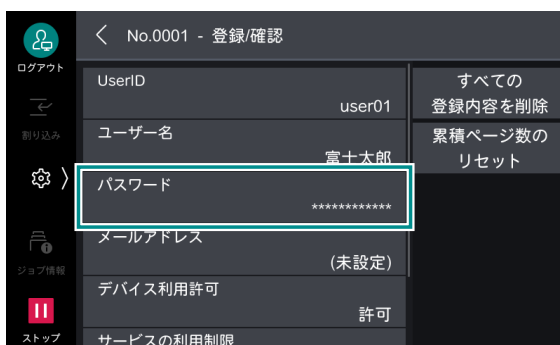 No.0001 - 登録/確認
ログアウト
割り込み
ジョブ情報
ストップ
UserID
user01
ユーザー名
富士太郎
パスワード
************
メールアドレス
(未設定)
デバイス利用許可
許可
サービスの利用制限
すべての
登録内容を削除
累積ページ数の
リセット